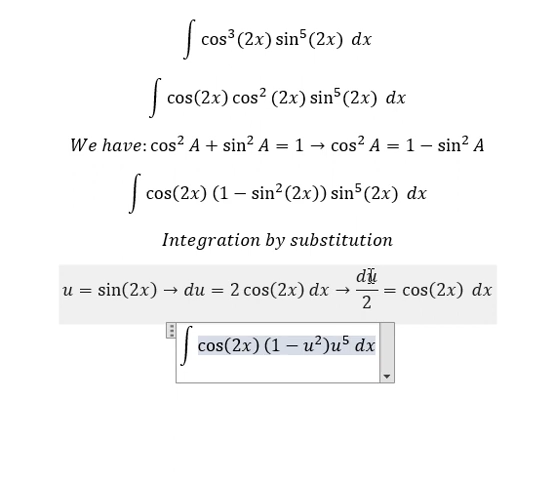 ∫ cos³(2x) sin⁵(2x) dx
∫ cos(2x) cos² (2x) sin⁵(2x) dx
We have: cos² A + sin² A = 1 → cos² A = 1 − sin² A
∫ cos(2x) (1 − sin²(2x)) sin⁵(2x) dx
Integration by substitution
u = sin(2x) → du = 2 cos(2x) dx → du/2 = cos(2x) dx
∫ cos(2x) (1 − u²)u⁵ dx